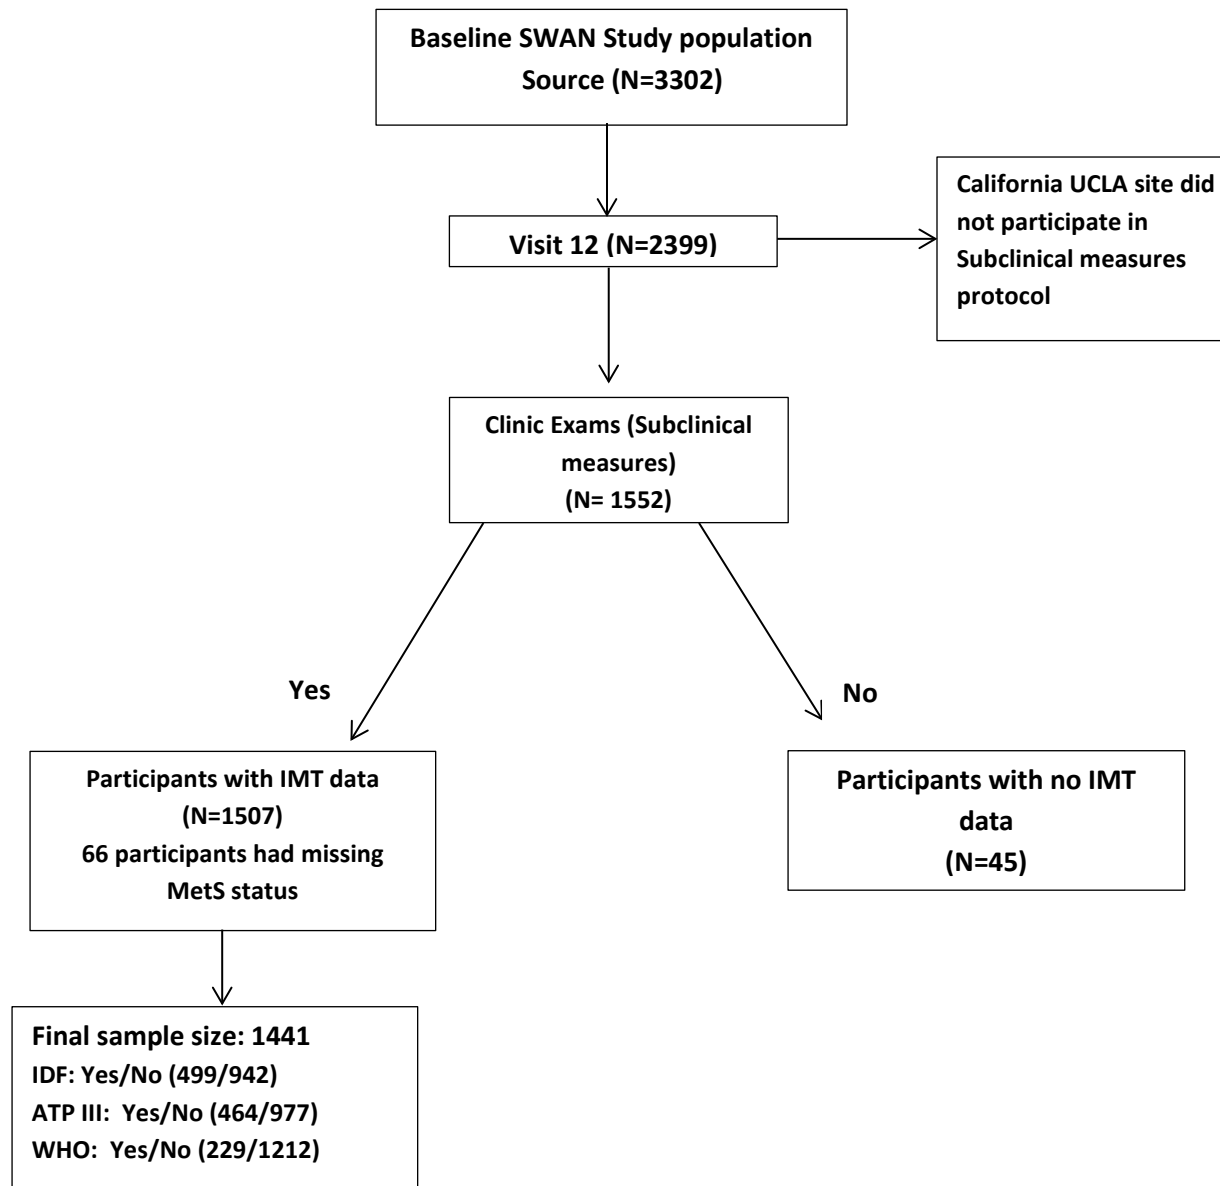 Baseline SWAN Study population
Source (N=3302)
California UCLA site did
not participate in
Subclinical measures
protocol
Visit 12 (N=2399)
Clinic Exams (Subclinical
measures)
(N= 1552)
Yes
No
Participants with IMT data
(N=1507)
66 participants had missing
MetS status
Participants with no IMT
data
(N=45)
Final sample size: 1441
IDF: Yes/No (499/942)
ATP III:  Yes/No (464/977)
WHO:  Yes/No (229/1212)